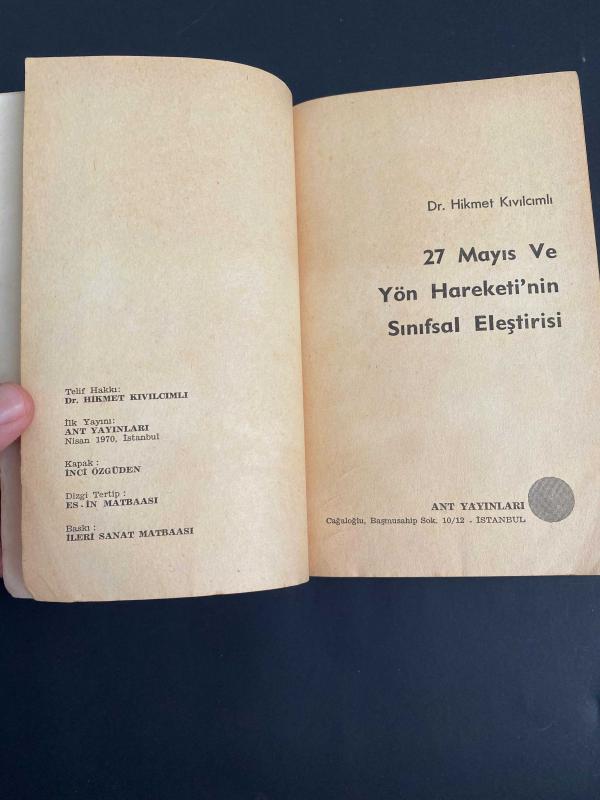 Telif Hakkı:
Dr. HİKMET KIVILCIMLI
İlk Yayını:
ANT YAYINLARI
Nisan 1970, İstanbul
Kapak :
İNCİ ÖZGÜDEN
Dizgi Tertip :
ES - İN MATBAASI
Baskı :
İLERİ SANAT MATBAASI
Dr. Hikmet Kıvılcımlı
27 Mayıs Ve
Yön Hareketi'nin
Sınıfsal Eleştirisi
ANT YAYINLARI
Cağaloğlu, Başmusahip Sok. 10/12 - İSTANBUL